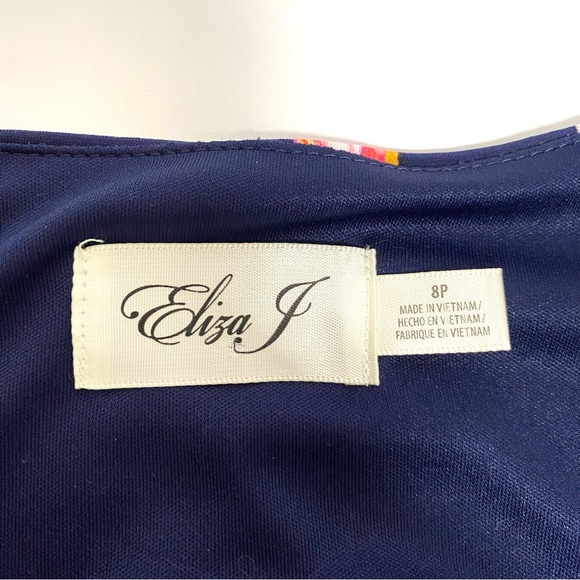 Eliza J
8P
MADE IN VIETNAM/
HECHO EN VIETNAM/
FABRIQUE EN VIETNAM